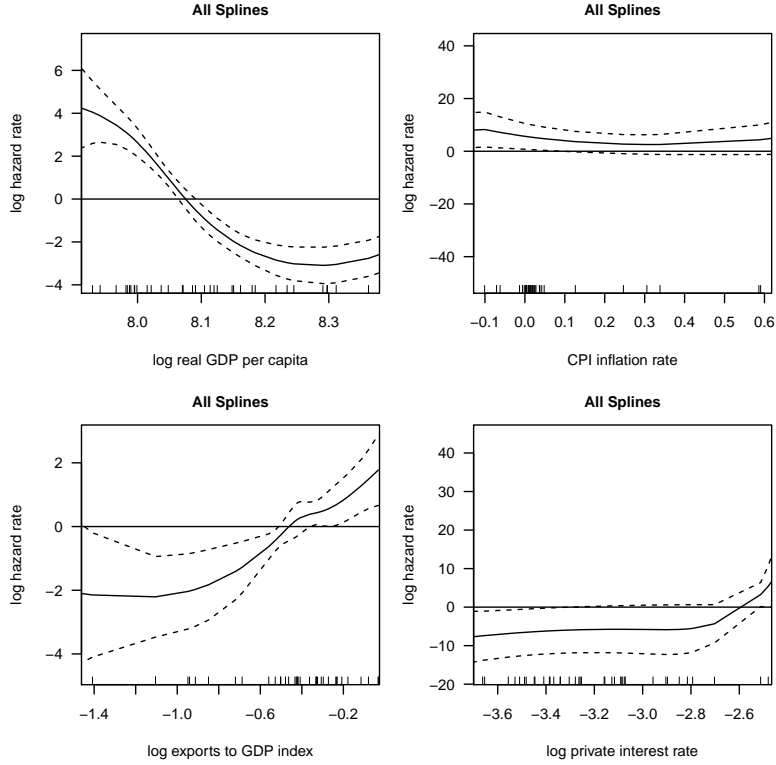 All Splines
log hazard rate
6
4
2
0
−2
−4
8.0 8.1 8.2 8.3
log real GDP per capita
All Splines
log hazard rate
40
20
0
−20
−40
−0.1 0.0 0.1 0.2 0.3 0.4 0.5 0.6
CPI inflation rate
All Splines
log hazard rate
2
0
−2
−4
−1.4 −1.0 −0.6 −0.2
log exports to GDP index
All Splines
log hazard rate
40
30
20
10
0
−10
−20
−3.6 −3.4 −3.2 −3.0 −2.8 −2.6
log private interest rate